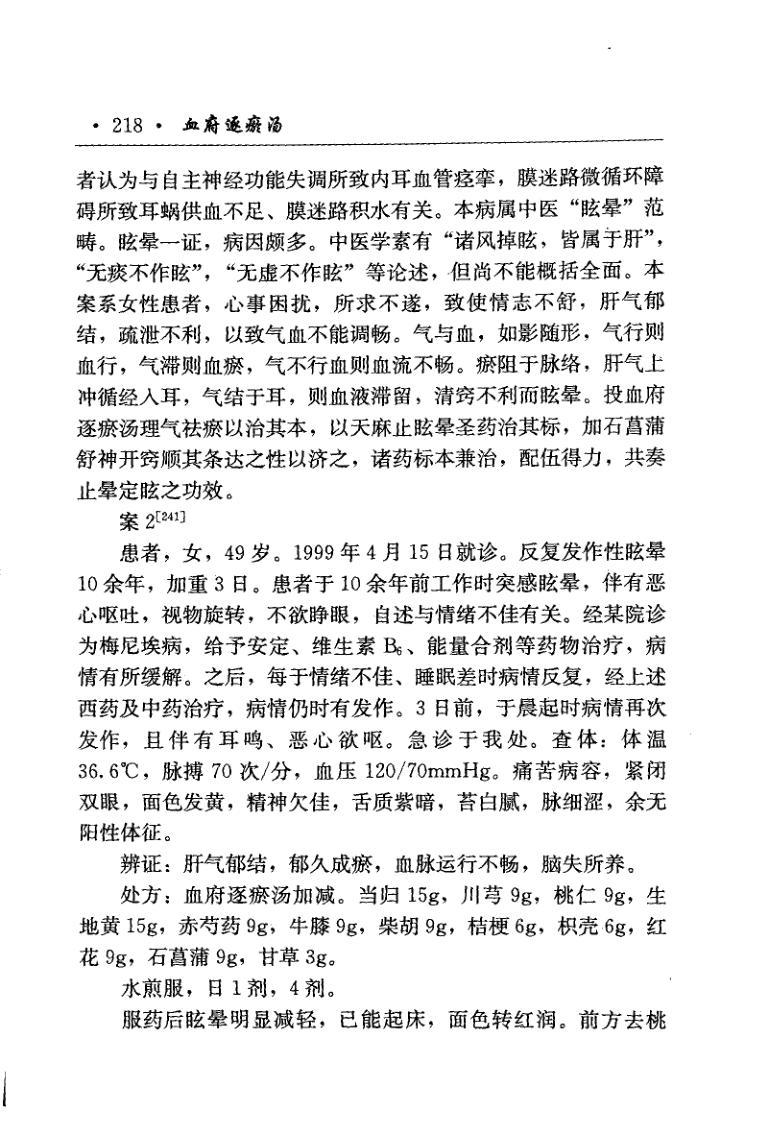 · 218 · 血府逐瘀汤
者认为与自主神经功能失调所致内耳血管痉挛，膜迷路微循环障
碍所致耳蜗供血不足、膜迷路积水有关。本病属中医“眩晕”范
畴。眩晕一证，病因颇多。中医学素有“诸风掉眩，皆属于肝”，
“无痰不作眩”，“无虚不作眩”等论述，但尚不能概括全面。本
案系女性患者，心事困扰，所求不遂，致使情志不舒，肝气郁
结，疏泄不利，以致气血不能调畅。气与血，如影随形，气行则
血行，气滞则血瘀，气不行血则血流不畅。瘀阻于脉络，肝气上
冲循经入耳，气结于耳，则血液滞留，清窍不利而眩晕。投血府
逐瘀汤理气祛瘀以治其本，以天麻止眩晕圣药治其标，加石菖蒲
舒神开窍顺其条达之性以济之，诸药标本兼治，配伍得力，共奏
止晕定眩之功效。
案 2[241]
患者，女，49 岁。1999 年 4 月 15 日就诊。反复发作性眩晕
10 余年，加重 3 日。患者于 10 余年前工作时突感眩晕，伴有恶
心呕吐，视物旋转，不欲睁眼，自述与情绪不佳有关。经某院诊
为梅尼埃病，给予安定、维生素 B₆、能量合剂等药物治疗，病
情有所缓解。之后，每于情绪不佳、睡眠差时病情反复，经上述
西药及中药治疗，病情仍时有发作。3 日前，于晨起时病情再次
发作，且伴有耳鸣、恶心欲呕。急诊于我处。查体：体温
36.6℃，脉搏 70 次/分，血压 120/70mmHg。痛苦病容，紧闭
双眼，面色发黄，精神欠佳，舌质紫暗，苔白腻，脉细涩，余无
阳性体征。
辨证：肝气郁结，郁久成瘀，血脉运行不畅，脑失所养。
处方：血府逐瘀汤加减。当归 15g，川芎 9g，桃仁 9g，生
地黄 15g，赤芍药 9g，牛膝 9g，柴胡 9g，桔梗 6g，枳壳 6g，红
花 9g，石菖蒲 9g，甘草 3g。
水煎服，日 1 剂，4 剂。
服药后眩晕明显减轻，已能起床，面色转红润。前方去桃